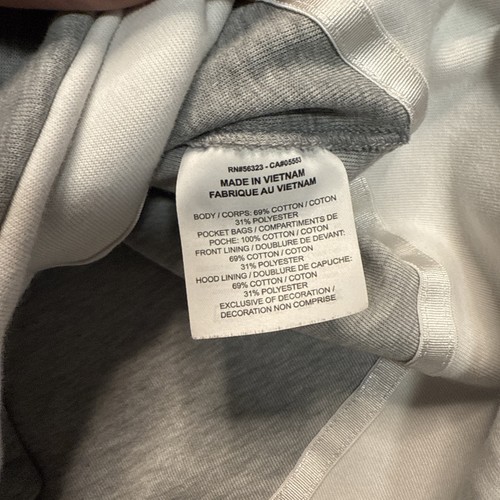 RN#56323 - CA#05553
MADE IN VIETNAM
FABRIQUE AU VIETNAM
BODY / CORPS: 69% COTTON / COTON
31% POLYESTER
POCKET BAGS / COMPARTIMENTS DE
POCHE: 100% COTTON / COTON
FRONT LINING / DOUBLURE DE DEVANT:
69% COTTON / COTON
31% POLYESTER
HOOD LINING / DOUBLURE DE CAPUCHE:
69% COTTON / COTON
31% POLYESTER
EXCLUSIVE OF DECORATION /
DECORATION NON COMPRISE